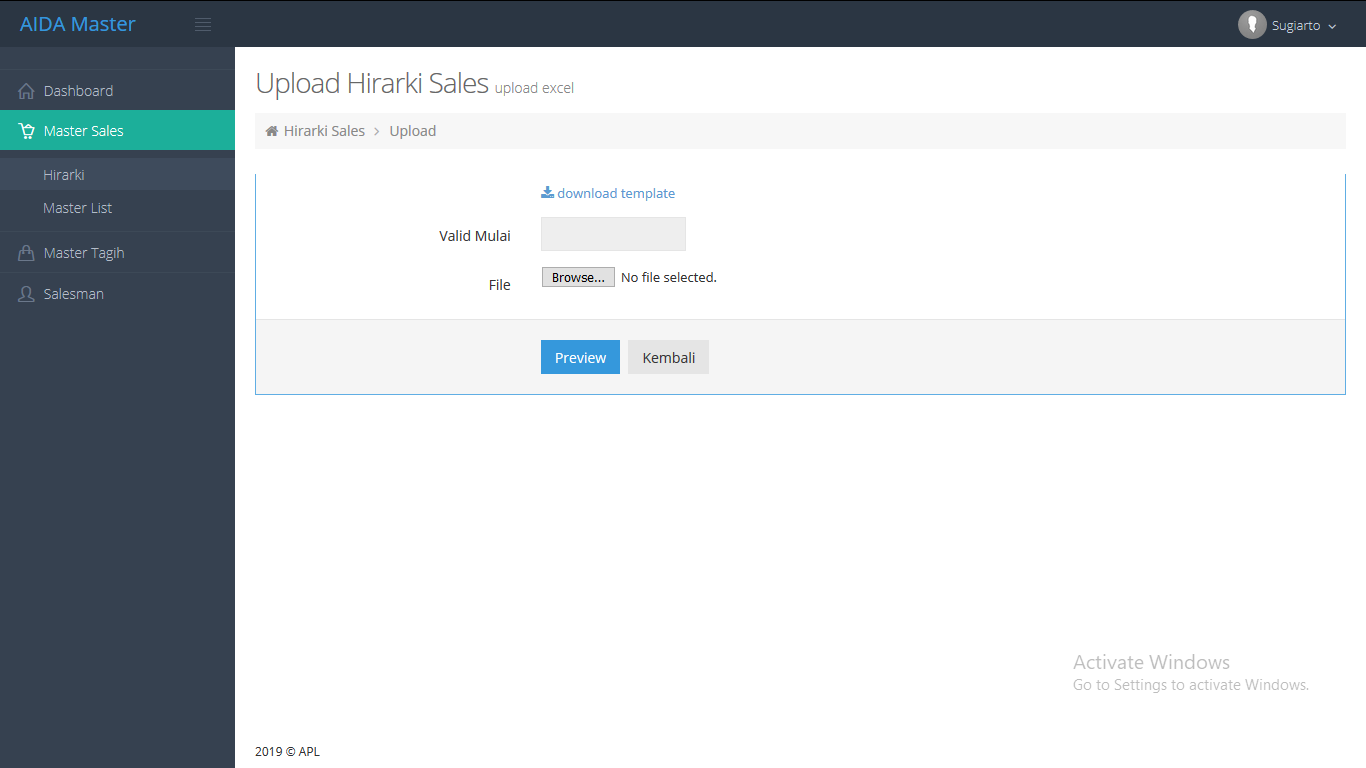 AIDA Master
Sugiarto
Dashboard
Master Sales
Hirarki
Master List
Master Tagih
Salesman
Upload Hirarki Sales upload excel
Hirarki Sales > Upload
download template
Valid Mulai
File
Browse... No file selected.
Preview Kembali
Activate Windows
Go to Settings to activate Windows.
2019 © APL